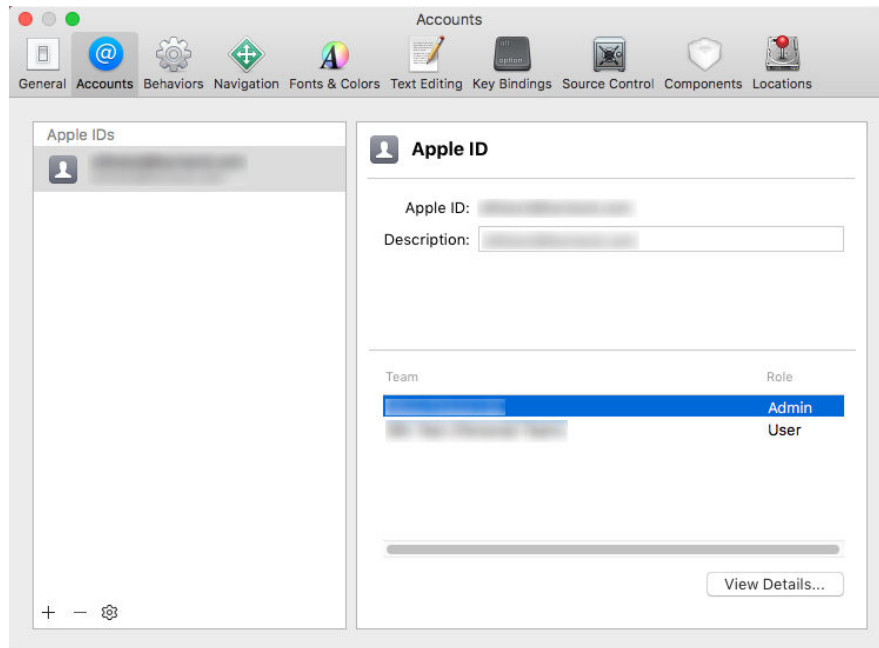 Accounts
General Accounts Behaviors Navigation Fonts & Colors Text Editing Key Bindings Source Control Components Locations
Apple IDs
Apple ID
Apple ID:
Description:
Team Role
Admin
User
View Details...